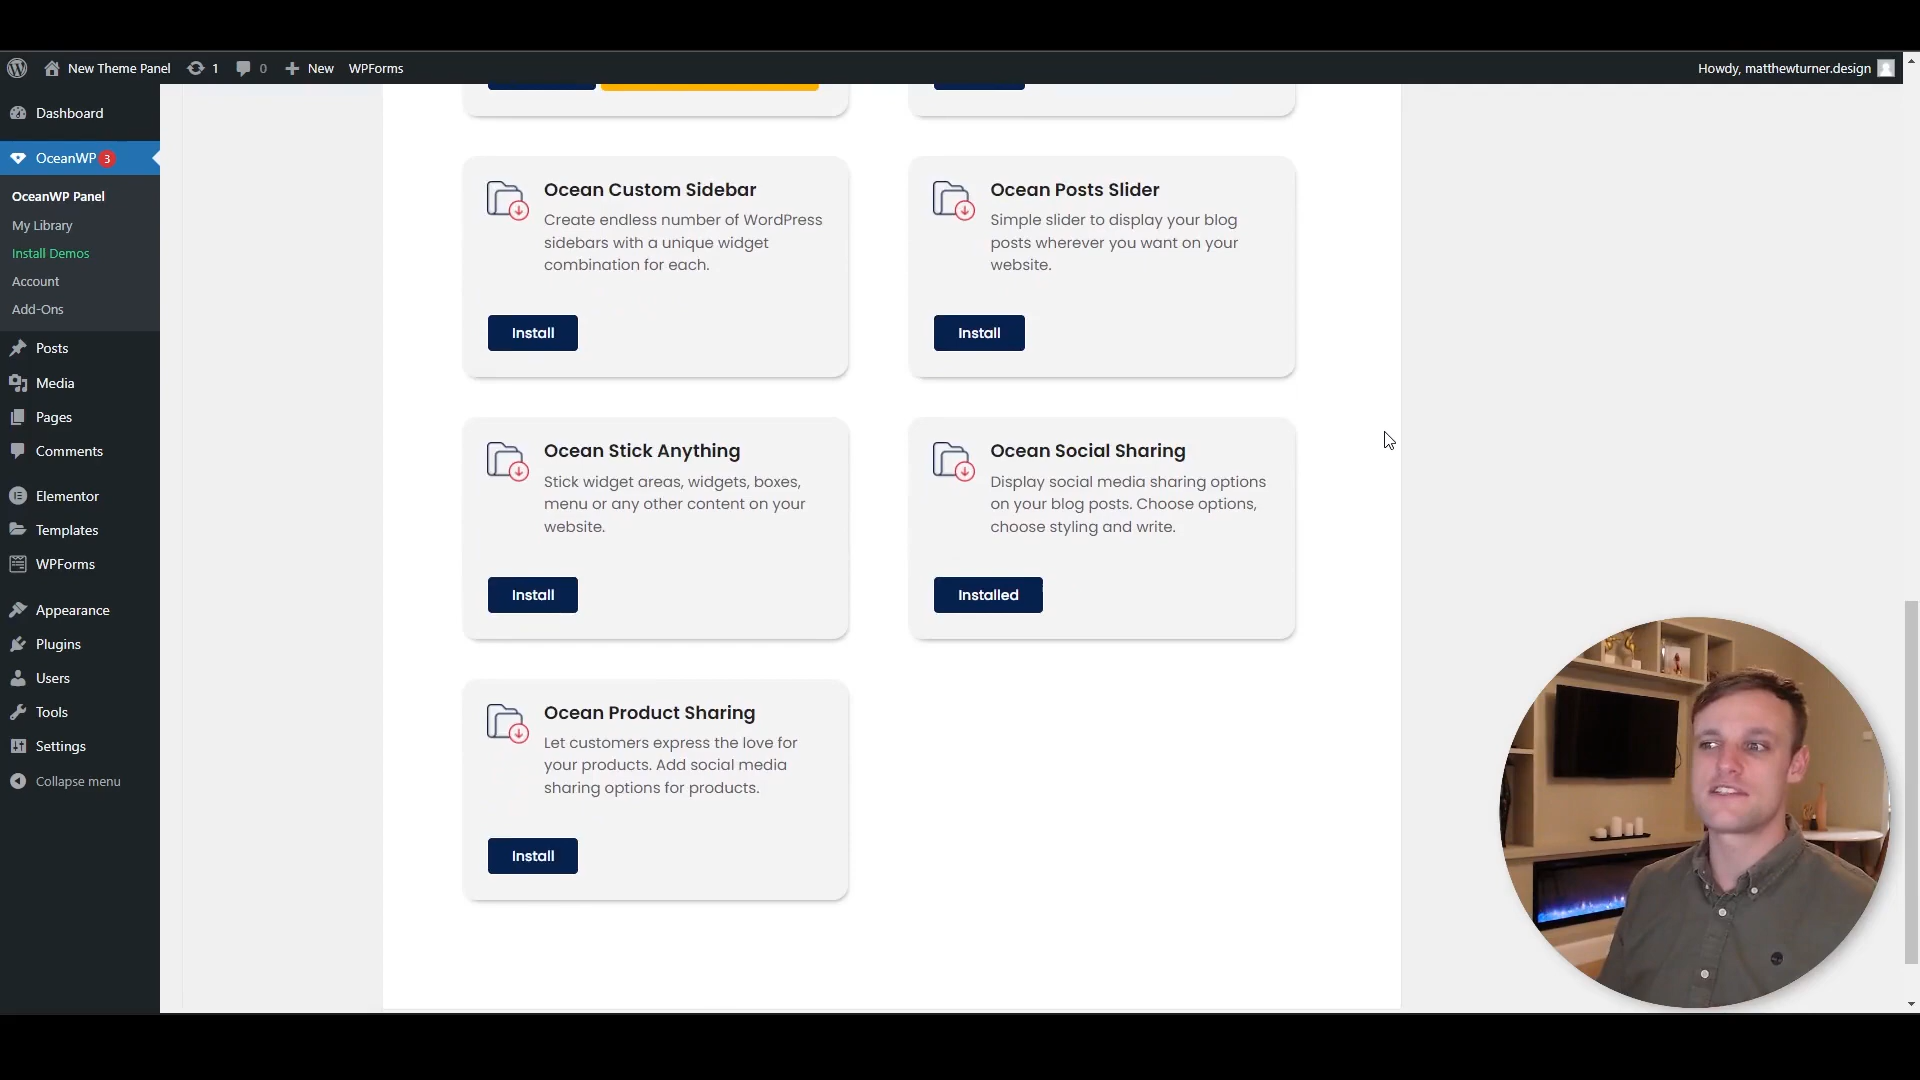 New Theme Panel
1
0
New
WPForms
Howdy, matthewturner.design
Dashboard
OceanWP 3
OceanWP Panel
My Library
Install Demos
Account
Add-Ons
Posts
Media
Pages
Comments
Elementor
Templates
WPForms
Appearance
Plugins
Users
Tools
Settings
Collapse menu
Ocean Custom Sidebar
Create endless number of WordPress
sidebars with a unique widget
combination for each.
Install
Ocean Posts Slider
Simple slider to display your blog
posts wherever you want on your
website.
Install
Ocean Stick Anything
Stick widget areas, widgets, boxes,
menu or any other content on your
website.
Install
Ocean Social Sharing
Display social media sharing options
on your blog posts. Choose options,
choose styling and write.
Installed
Ocean Product Sharing
Let customers express the love for
your products. Add social media
sharing options for products.
Install